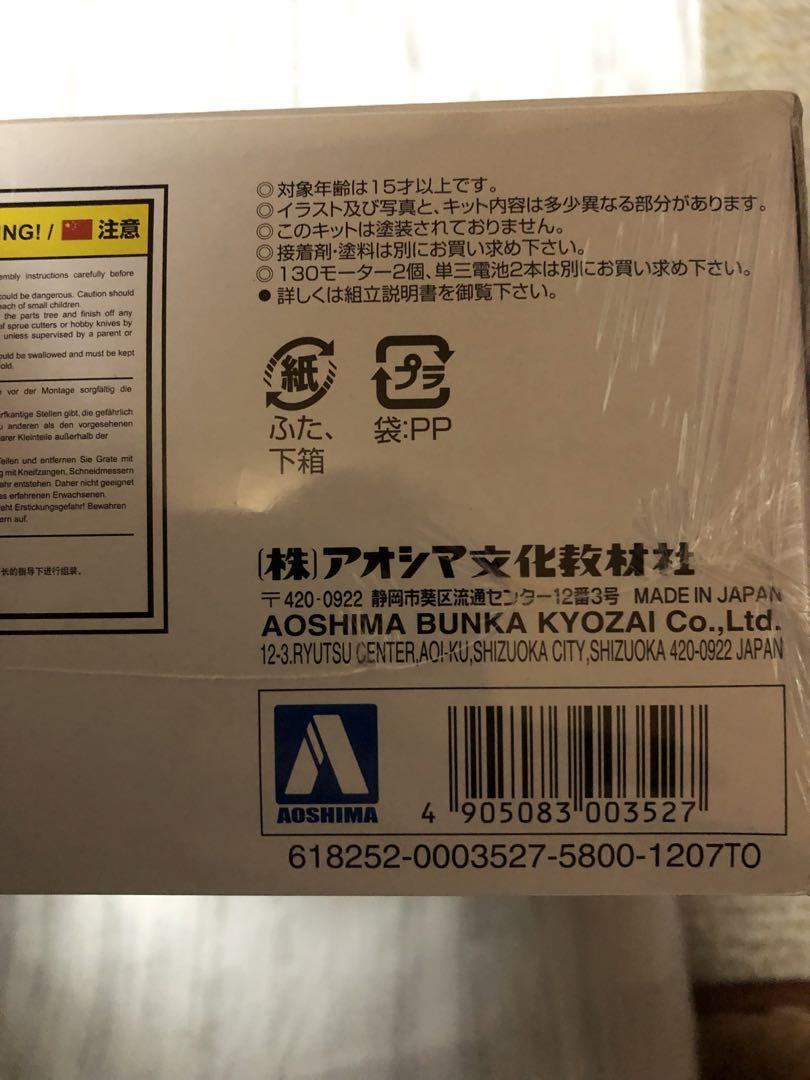 NG! / 注意
embly instructions carefully before
could be dangerous. Caution should
each of small children.
the parts tree and finish off any
of sprue cutters or hobby knives by
unless supervised by a parent or
ould be swallowed and must be kept
old.
vor der Montage sorgfältig die
rfkantige Stellen gibt, die gefährlich
u anderen als den vorgesehenen
arer Kleinteile außerhalb der
Teilen und entfernen Sie Grate mit
g mit Kneifzangen, Schneidmessern
ahr entstehen. Daher nicht geeignet
es erfahrenen Erwachsenen.
eht Erstickungsgefahr! Bewahren
ern auf.
长的指导下进行组装。
◎対象年齢は15才以上です。
◎イラスト及び写真と、キット内容は多少異なる部分があります。
◎このキットは塗装されておりません。
◎接着剤・塗料は別にお買い求め下さい。
◎130モーター2個、単三電池2本は別にお買い求め下さい。
●詳しくは組立説明書を御覧下さい。
紙 プラ
ふた、 袋:PP
下箱
(株)アオシマ文化教材社
〒420-0922 静岡市葵区流通センター12番3号 MADE IN JAPAN
AOSHIMA BUNKA KYOZAI Co.,Ltd.
12-3.RYUTSU CENTER,AOI-KU,SHIZUOKA CITY,SHIZUOKA 420-0922 JAPAN
AOSHIMA
4 905083 003527
618252-0003527-5800-1207TO